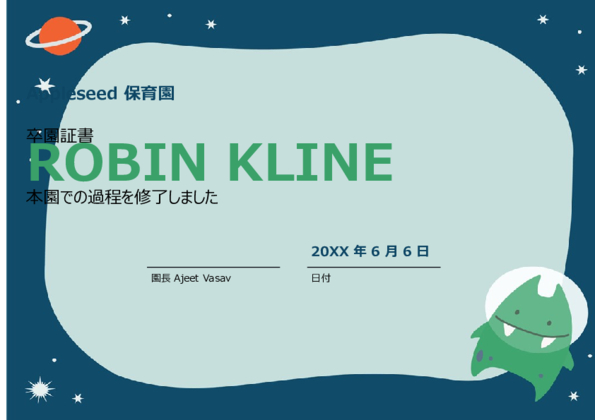 Appleseed 保育園
卒園証書
ROBIN KLINE
本園での過程を修了しました
20XX 年 6 月 6 日
園長 Ajeet Vasav
日付